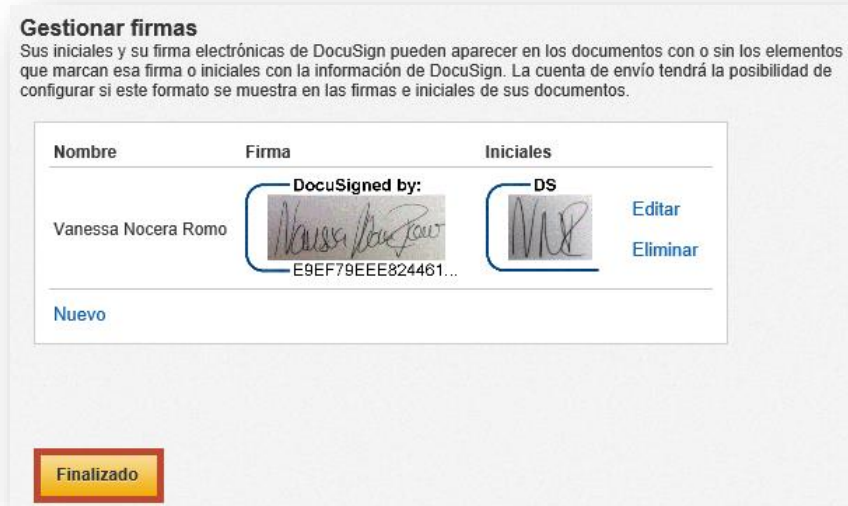 Gestionar firmas
Sus iniciales y su firma electrónicas de DocuSign pueden aparecer en los documentos con o sin los elementos
que marcan esa firma o iniciales con la información de DocuSign. La cuenta de envío tendrá la posibilidad de
configurar si este formato se muestra en las firmas e iniciales de sus documentos.
Nombre Firma Iniciales
DocuSigned by: DS
Vanessa Nocera Romo VNR Editar
Eliminar
E9EF79EEE824461...
Nuevo
Finalizado